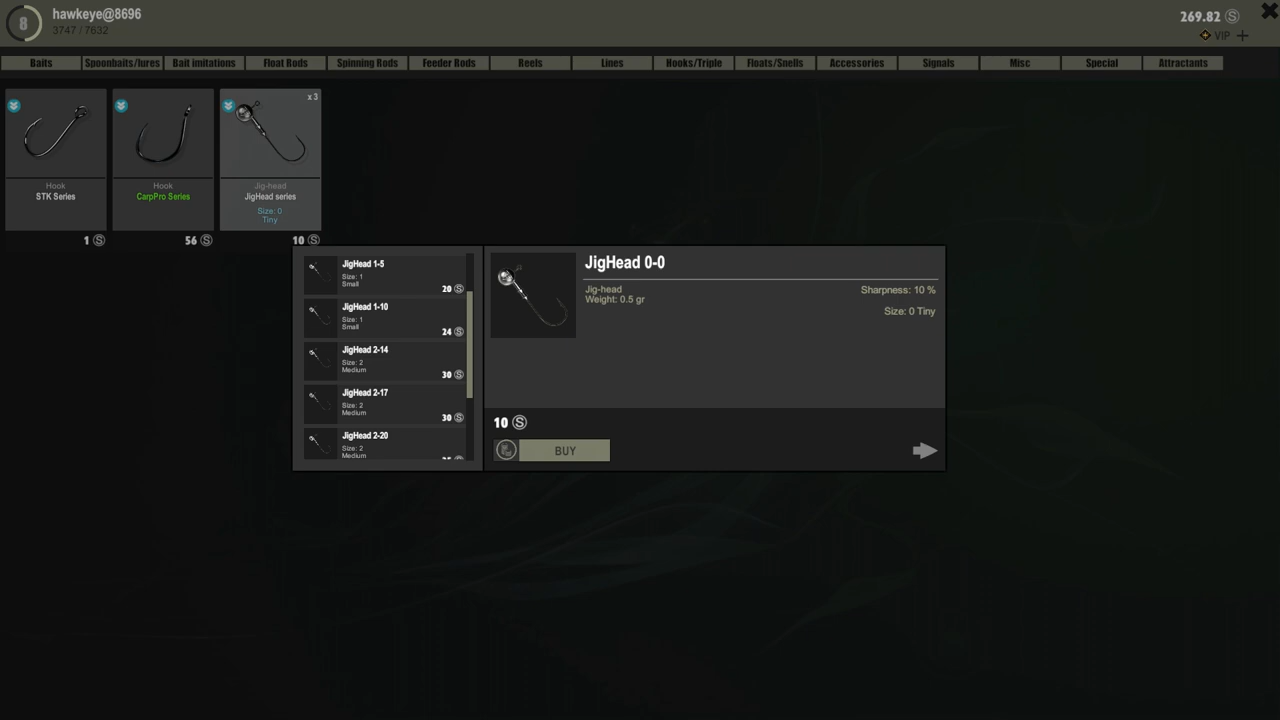 8
hawkeye@8696
3747 / 7632
269.82 S
VIP +
Baits
Spoonbaits/lures
Bait imitations
Float Rods
Spinning Rods
Feeder Rods
Reels
Lines
Hooks/Triple
Floats/Snells
Accessories
Signals
Misc
Special
Attractants
Hook
STK Series
1 S
Hook
CarpPro Series
56 S
x 3
Jig-head
JigHead series
Size: 0
Tiny
10 S
JigHead 1-5
Size: 1
Small
20 S
JigHead 1-10
Size: 1
Small
24 S
JigHead 2-14
Size: 2
Medium
30 S
JigHead 2-17
Size: 2
Medium
30 S
JigHead 2-20
Size: 2
Medium
JigHead 0-0
Jig-head
Weight: 0.5 gr
Sharpness: 10 %
Size: 0 Tiny
10 S
BUY